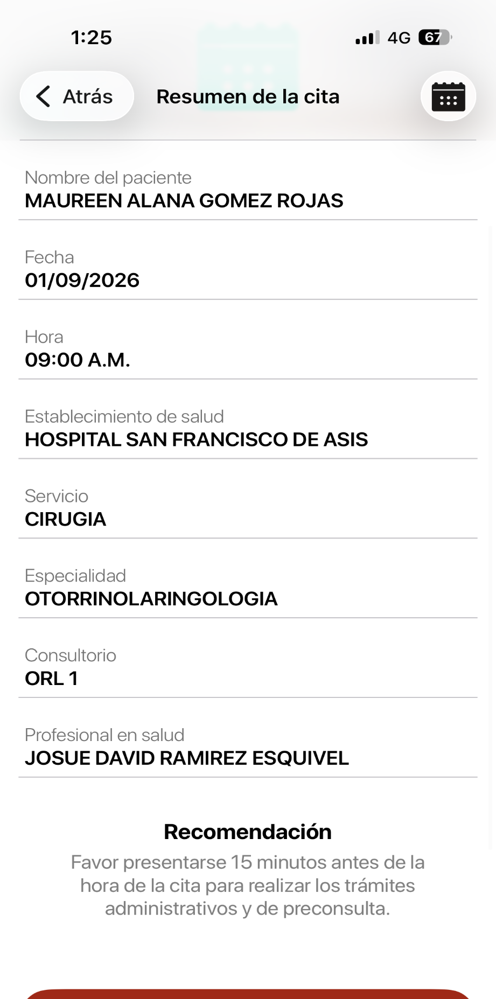 1:25
4G
67
Atrás
Resumen de la cita
Nombre del paciente
MAUREEN ALANA GOMEZ ROJAS
Fecha
01/09/2026
Hora
09:00 A.M.
Establecimiento de salud
HOSPITAL SAN FRANCISCO DE ASIS
Servicio
CIRUGIA
Especialidad
OTORRINOLARINGOLOGIA
Consultorio
ORL 1
Profesional en salud
JOSUE DAVID RAMIREZ ESQUIVEL
Recomendación
Favor presentarse 15 minutos antes de la
hora de la cita para realizar los trámites
administrativos y de preconsulta.